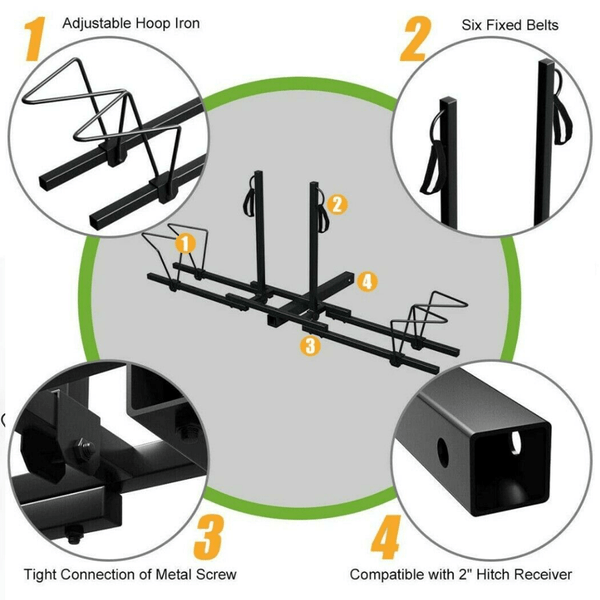 1 Adjustable Hoop Iron
2 Six Fixed Belts
1
2
4
3
3
Tight Connection of Metal Screw
4
Compatible with 2" Hitch Receiver